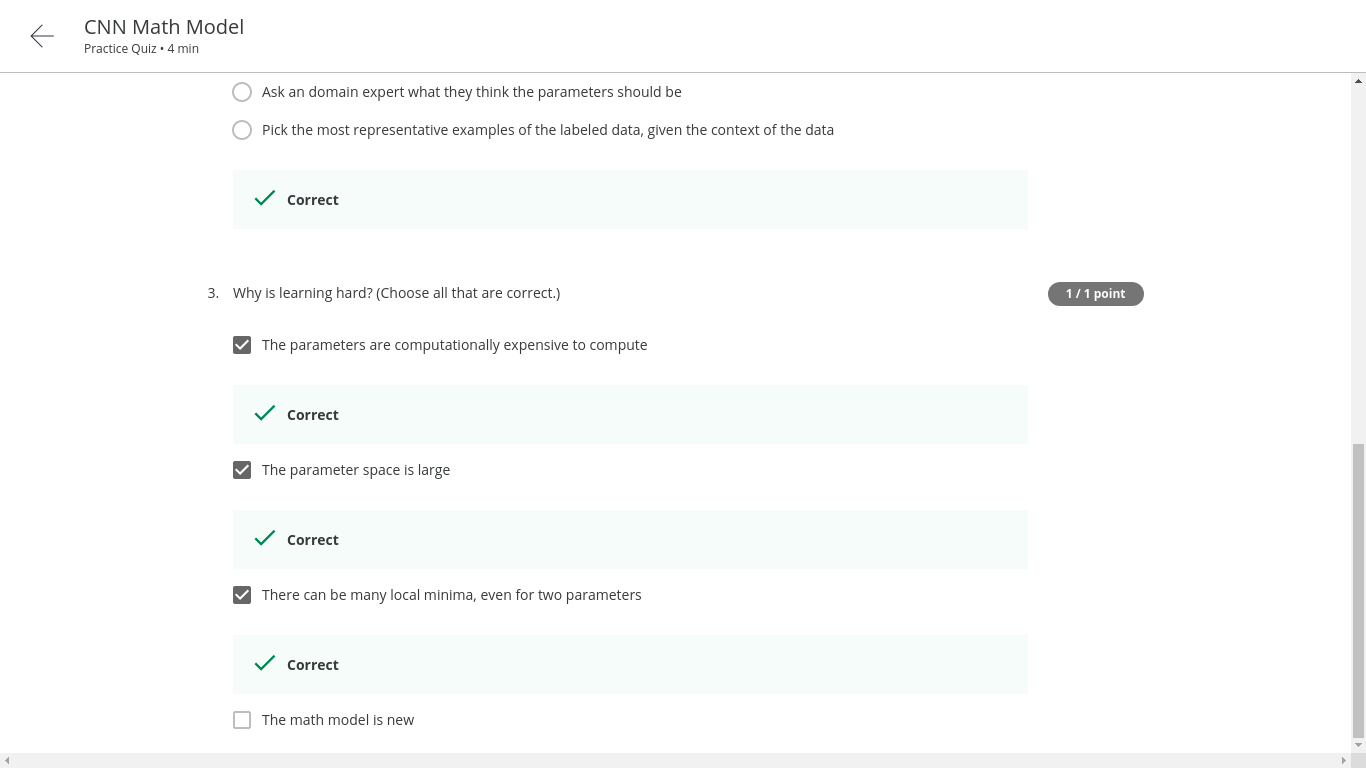 CNN Math Model
Practice Quiz • 4 min
Ask an domain expert what they think the parameters should be
Pick the most representative examples of the labeled data, given the context of the data
Correct
3. Why is learning hard? (Choose all that are correct.)
1 / 1 point
The parameters are computationally expensive to compute
Correct
The parameter space is large
Correct
There can be many local minima, even for two parameters
Correct
The math model is new